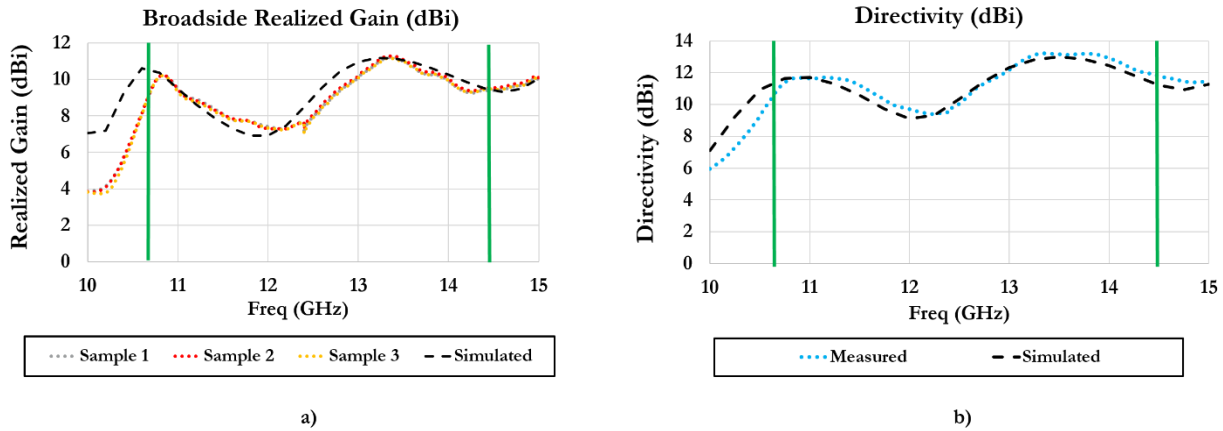 Broadside Realized Gain (dBi)
Realized Gain (dBi)
12
10
8
6
4
2
0
10 11 12 13 14 15
Freq (GHz)
Sample 1 Sample 2 Sample 3 Simulated
a)
Directivity (dBi)
Directivity (dBi)
14
12
10
8
6
4
2
0
10 11 12 13 14 15
Freq (GHz)
Measured Simulated
b)